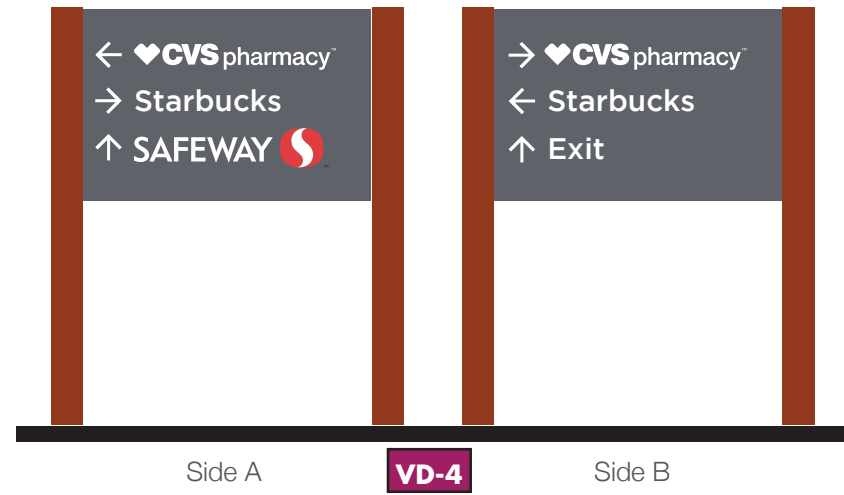 ← CVS pharmacy™
→ Starbucks
↑ SAFEWAY
→ CVS pharmacy™
← Starbucks
↑ Exit
Side A
VD-4
Side B